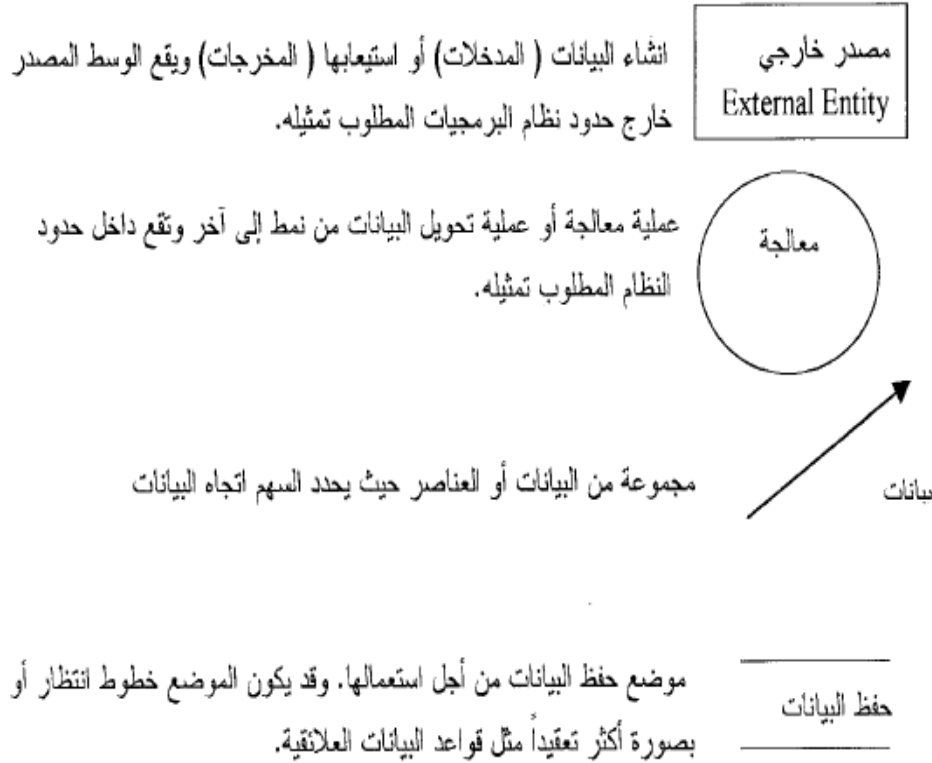 مصدر خارجي
External Entity
انشاء البيانات ( المدخلات) أو استيعابها ( المخرجات) ويقع الوسط المصدر
خارج حدود نظام البرمجيات المطلوب تمثيله.
معالجة
عملية معالجة أو عملية تحويل البيانات من نمط إلى آخر وتقع داخل حدود
النظام المطلوب تمثيله.
بيانات
مجموعة من البيانات أو العناصر حيث يحدد السهم اتجاه البيانات
حفظ البيانات
موضع حفظ البيانات من أجل استعمالها. وقد يكون الموضع خطوط انتظار أو
بصورة أكثر تعقيداً مثل قواعد البيانات العلائقية.